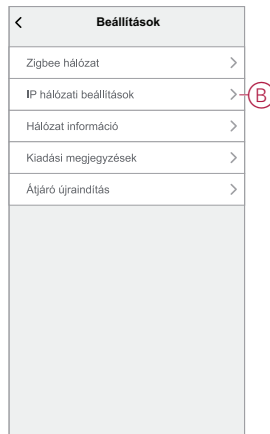 Beállítások
Zigbee hálózat
IP hálózati beállítások
B
Hálózat információ
Kiadási megjegyzések
Átjáró újraindítás